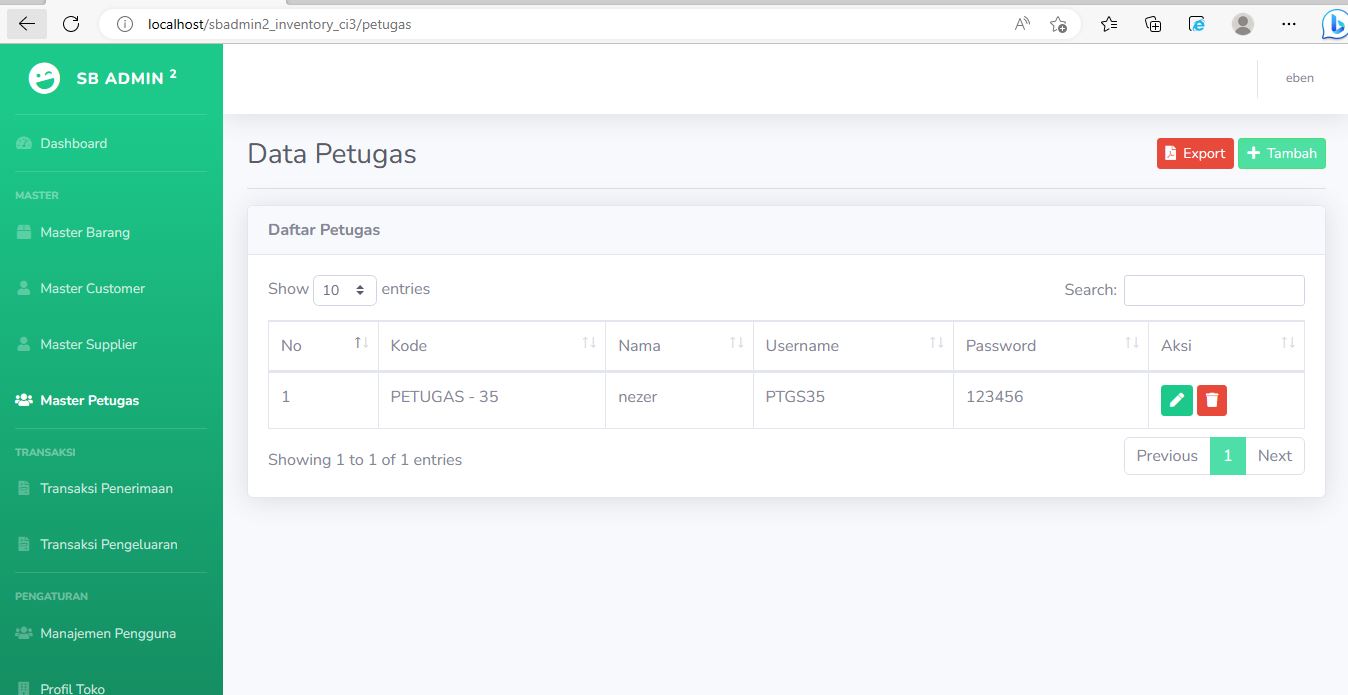 localhost/sbadmin2_inventory_ci3/petugas
SB ADMIN 2
eben
Dashboard
MASTER
Master Barang
Master Customer
Master Supplier
Master Petugas
TRANSAKSI
Transaksi Penerimaan
Transaksi Pengeluaran
PENGATURAN
Manajemen Pengguna
Profil Toko
Data Petugas
Export
Tambah
Daftar Petugas
Show 10 entries
Search:
No Kode Nama Username Password Aksi
1 PETUGAS - 35 nezer PTGS35 123456
Showing 1 to 1 of 1 entries
Previous 1 Next